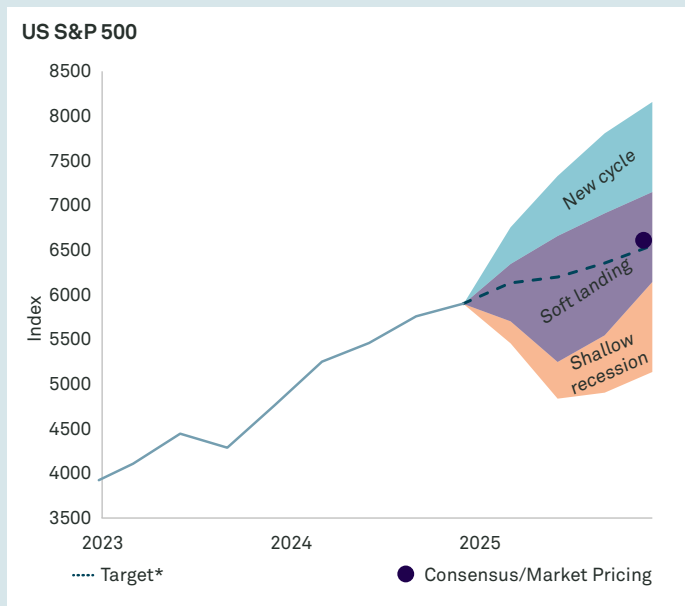 US S&P 500
8500
8000
7500
7000
6500
6000
5500
5000
4500
4000
3500
Index
New cycle
Soft landing
Shallow
recession
2023 2024 2025
Target* Consensus/Market Pricing